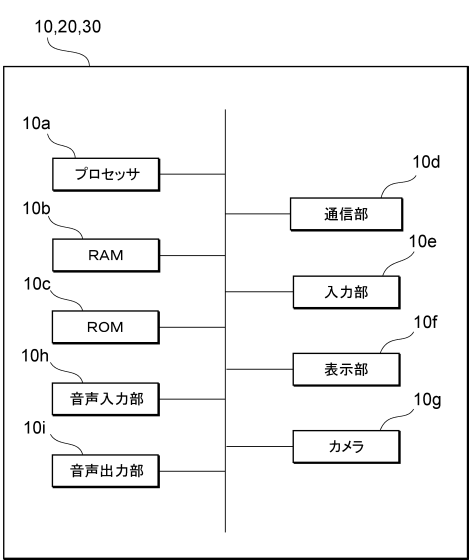 10,20,30
10a
プロセッサ
10b
RAM
10c
ROM
10h
音声入力部
10i
音声出力部
10d
通信部
10e
入力部
10f
表示部
10g
カメラ